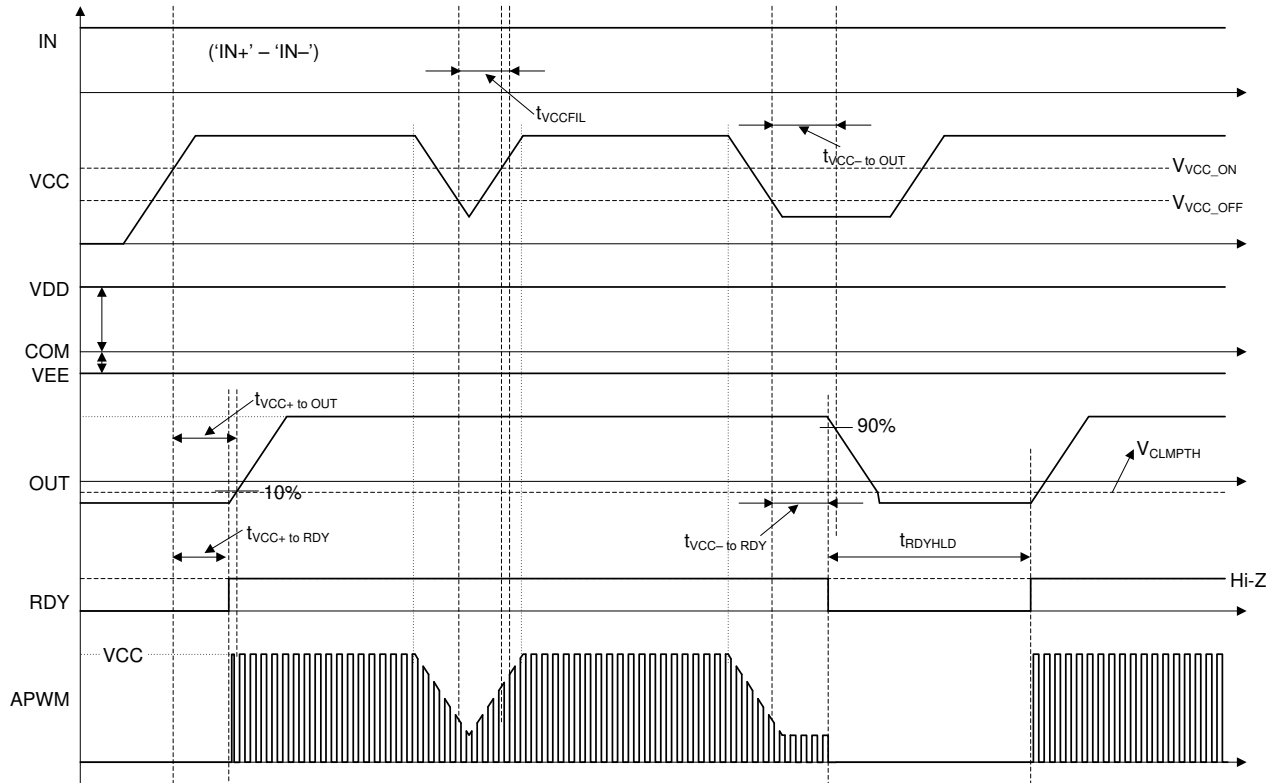 IN
(‘IN+’ – ‘IN–’)
tVCCFIL
tVCC– to OUT
VCC
VVCC_ON
VVCC_OFF
VDD
COM
VEE
tVCC+ to OUT
90%
VCLMPTH
OUT
10%
tVCC+ to RDY
tVCC– to RDY
tRDYHLD
Hi-Z
RDY
VCC
APWM